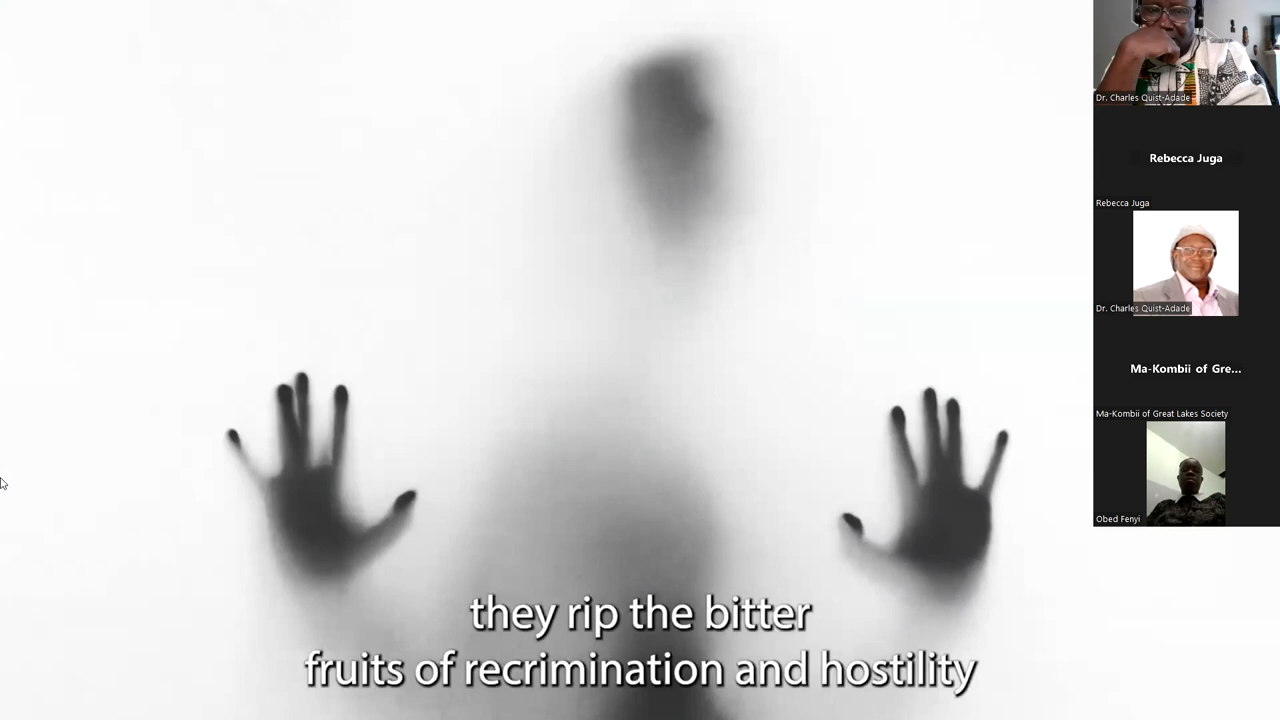 they rip the bitter
fruits of recrimination and hostility
Dr. Charles Quist-Adade
Rebecca Juga
Rebecca Juga
Dr. Charles Quist-Adade
Ma-Kombii of Gre...
Ma-Kombii of Great Lakes Society
Obed Fenyi